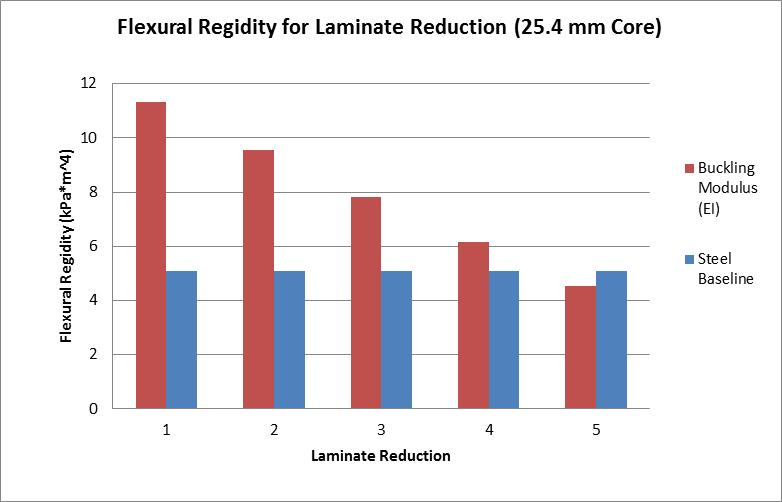 Flexural Regidity for Laminate Reduction (25.4 mm Core)
12
10
8
6
4
2
0
Flexural Regidity (kPa*m^4)
1 2 3 4 5
Laminate Reduction
Buckling
Modulus
(EI)
Steel
Baseline